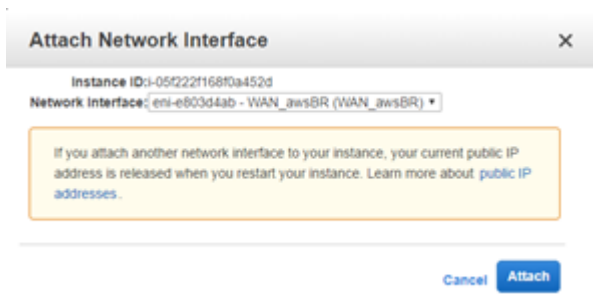 Attach Network Interface
Instance ID:i-05f222f168f0a452d
Network Interface: eni-e803d4ab - WAN_awsBR (WAN_awsBR)
If you attach another network interface to your instance, your current public IP
address is released when you restart your instance. Learn more about public IP
addresses.
Cancel Attach